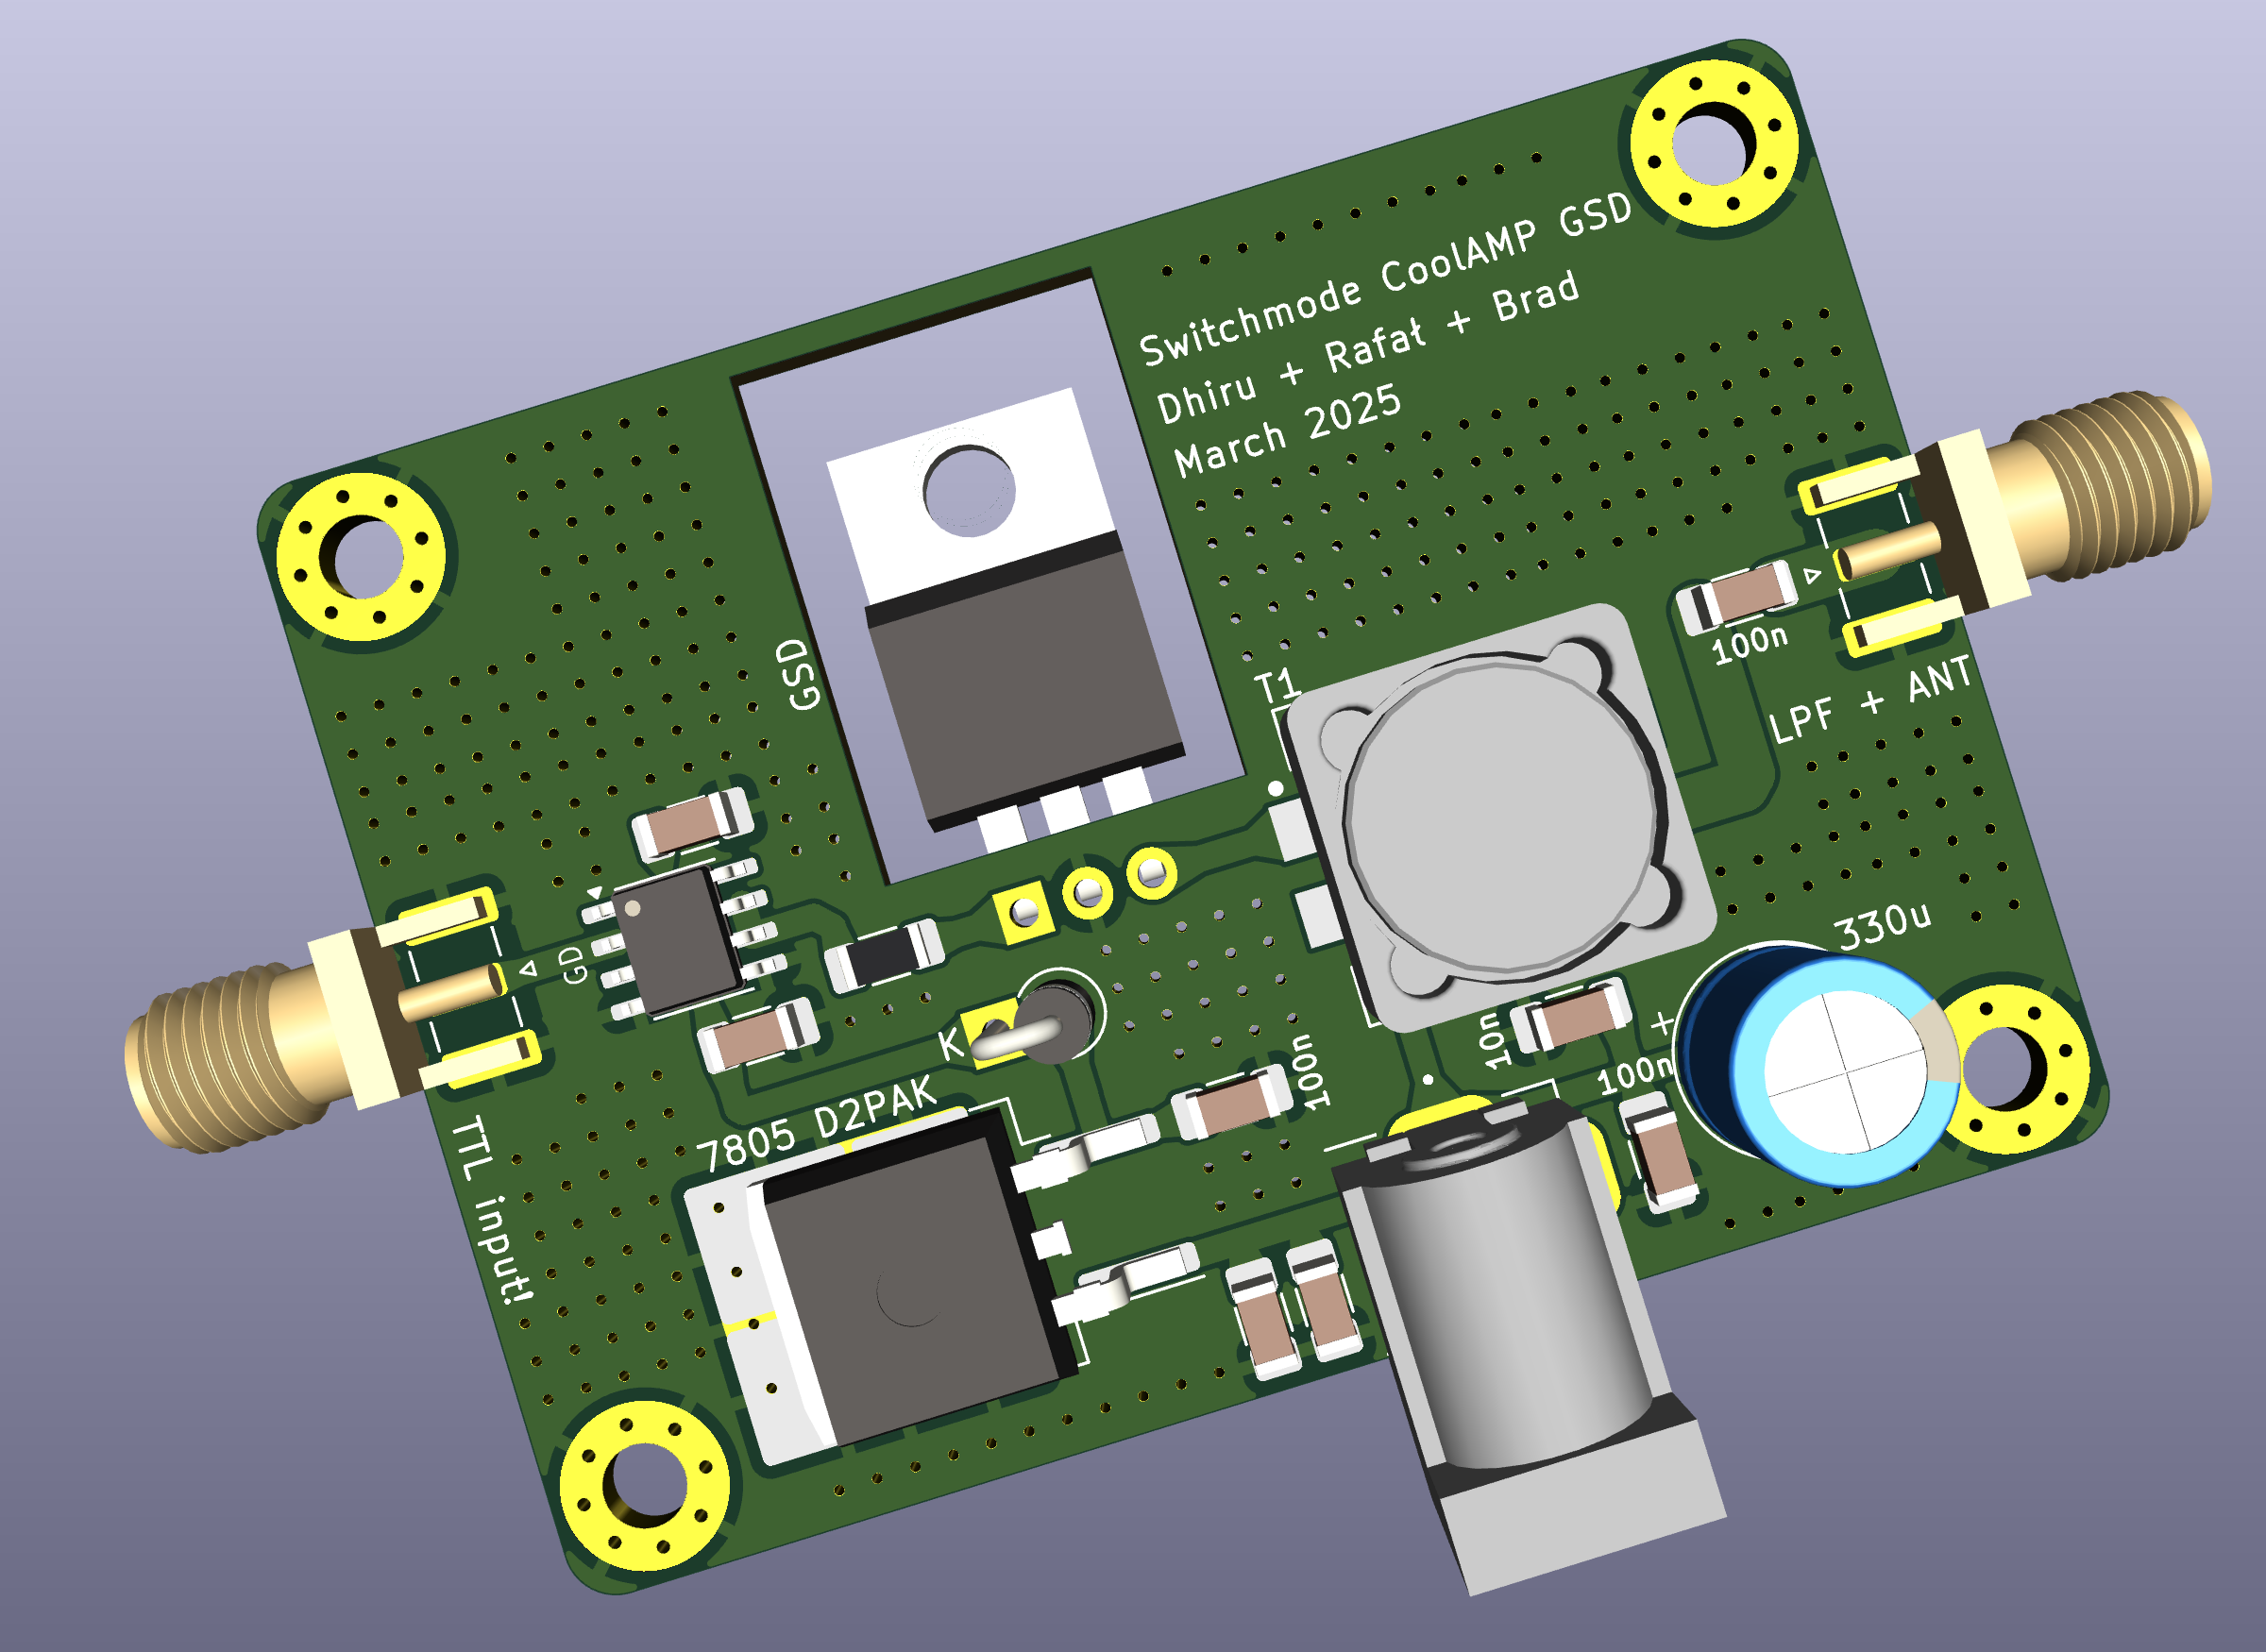 Switchmode CoolAMP GSD
Dhiru + Rafał + Brad
March 2025
GSD
T1
100n
LPF + ANT
GD
330u
+
K
10n
100n
100n
7805 D2PAK
TTL input!